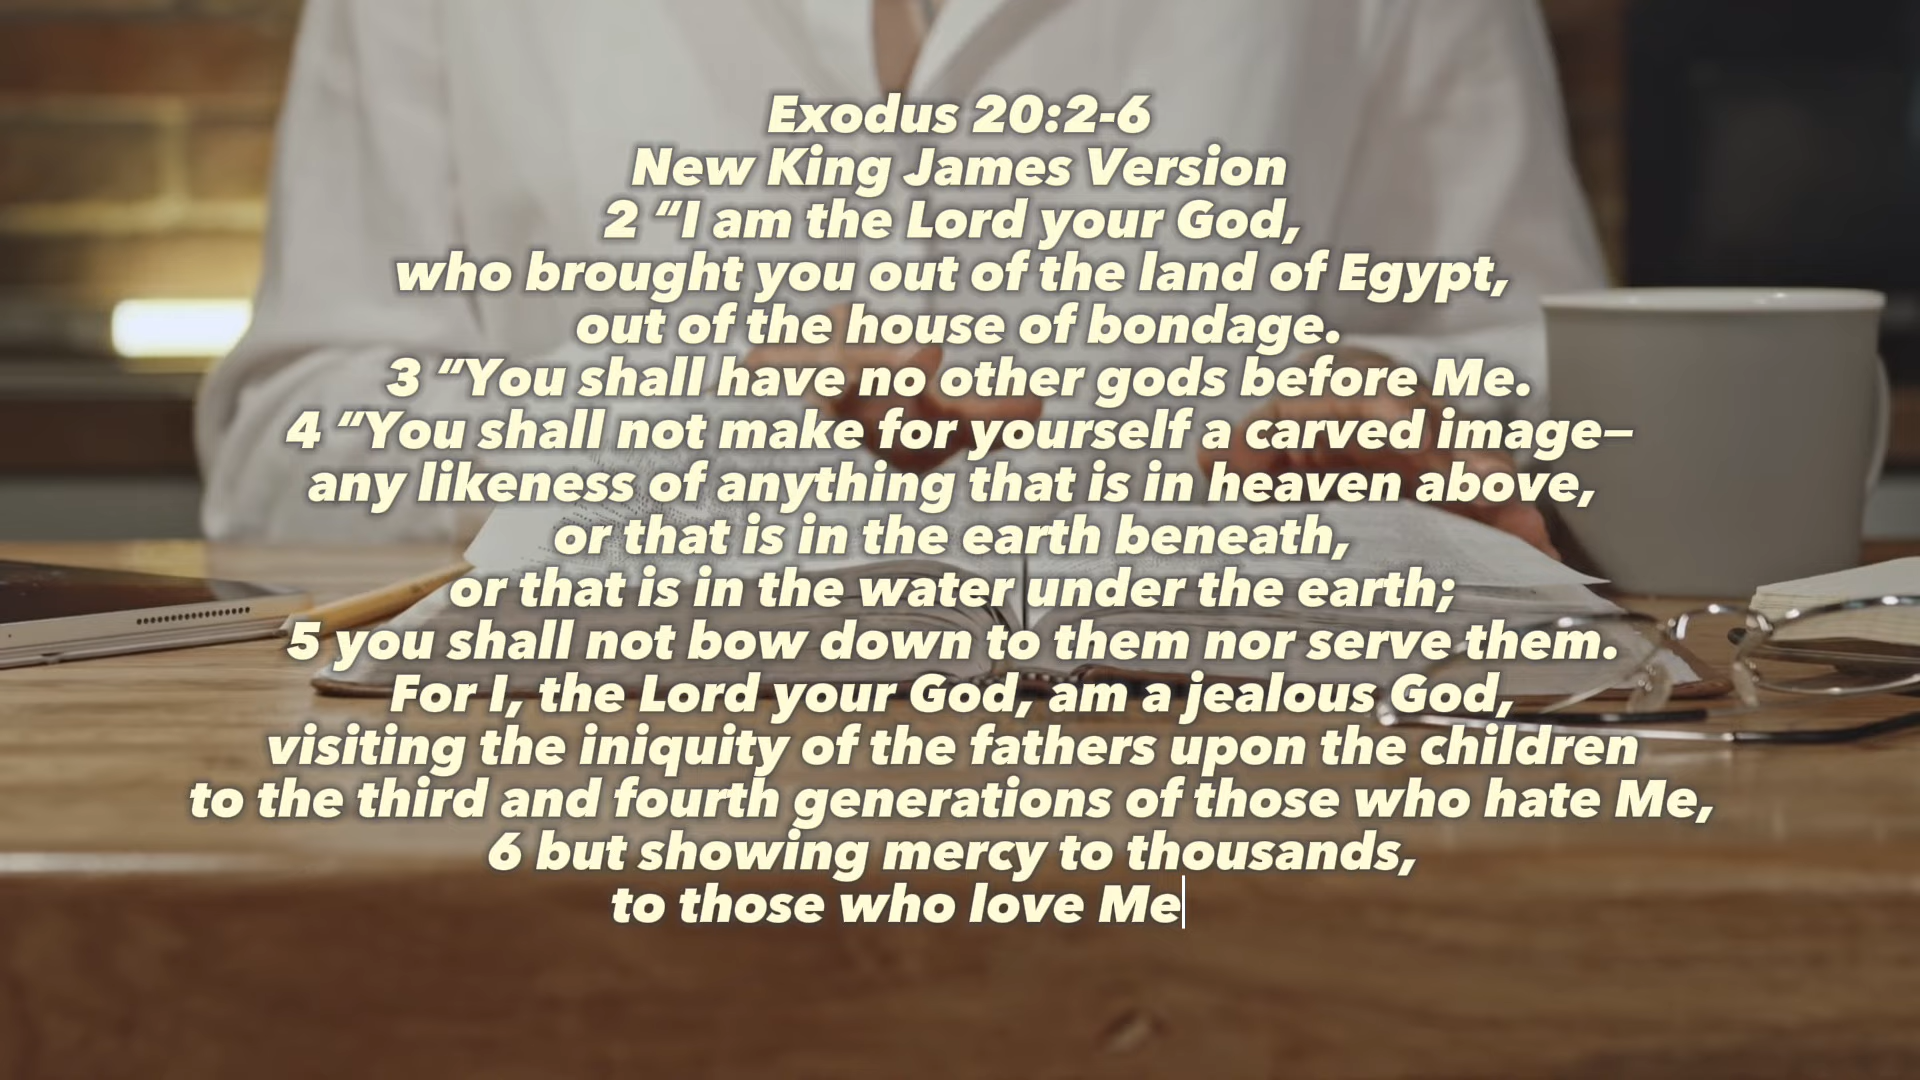 Exodus 20:2-6
New King James Version
2 “I am the Lord your God,
who brought you out of the land of Egypt,
out of the house of bondage.
3 “You shall have no other gods before Me.
4 “You shall not make for yourself a carved image—
any likeness of anything that is in heaven above,
or that is in the earth beneath,
or that is in the water under the earth;
5 you shall not bow down to them nor serve them.
For I, the Lord your God, am a jealous God,
visiting the iniquity of the fathers upon the children
to the third and fourth generations of those who hate Me,
6 but showing mercy to thousands,
to those who love Me